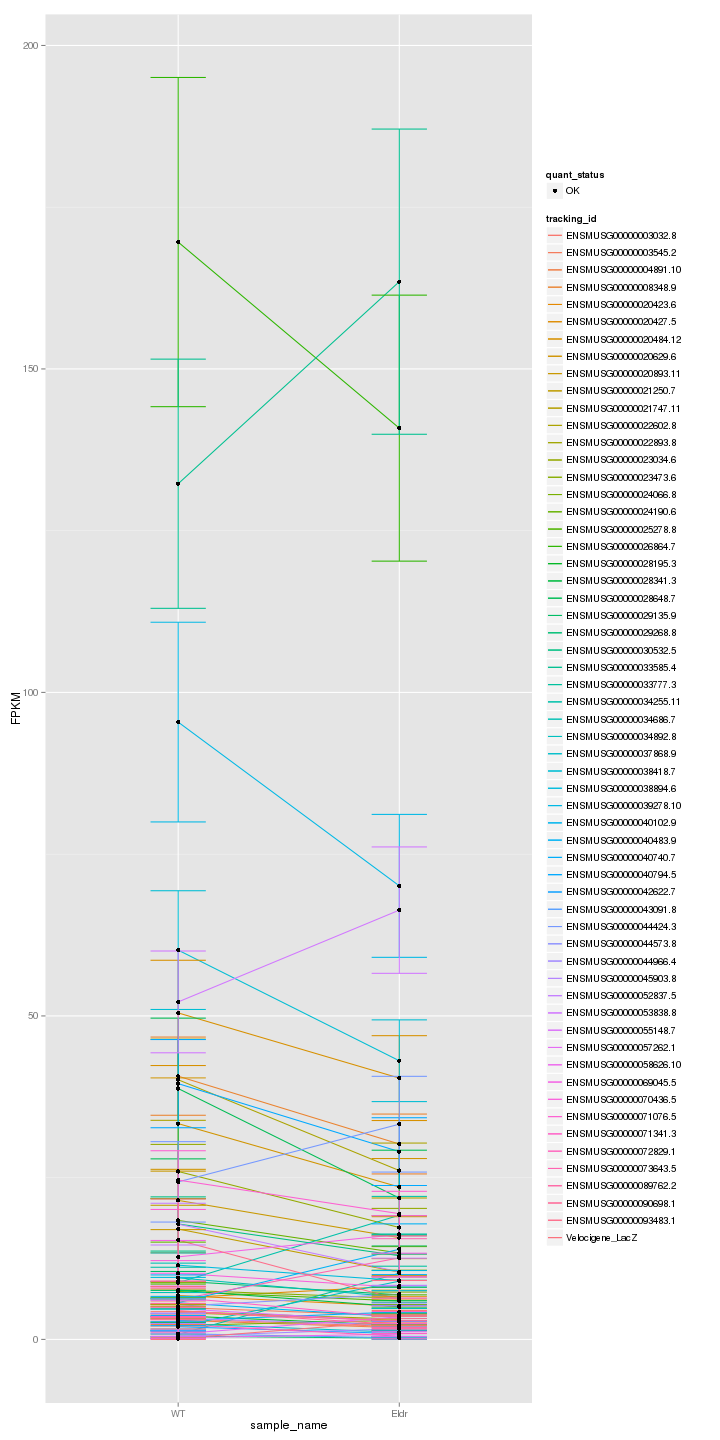 200
150
100
50
0
FPKM
WT
Eldr
sample_name
quant_status
OK
tracking_id
ENSMUSG00000003032.8
ENSMUSG00000003545.2
ENSMUSG00000004891.10
ENSMUSG00000008348.9
ENSMUSG00000020423.6
ENSMUSG00000020427.5
ENSMUSG00000020484.12
ENSMUSG00000020629.6
ENSMUSG00000020893.11
ENSMUSG00000021250.7
ENSMUSG00000021747.11
ENSMUSG00000022602.8
ENSMUSG00000022893.8
ENSMUSG00000023034.6
ENSMUSG00000023473.6
ENSMUSG00000024066.8
ENSMUSG00000024190.6
ENSMUSG00000025278.8
ENSMUSG00000026864.7
ENSMUSG00000028195.3
ENSMUSG00000028341.3
ENSMUSG00000028648.7
ENSMUSG00000029135.9
ENSMUSG00000029268.8
ENSMUSG00000030532.5
ENSMUSG00000033585.4
ENSMUSG00000033777.3
ENSMUSG00000034255.11
ENSMUSG00000034686.7
ENSMUSG00000034892.8
ENSMUSG00000037868.9
ENSMUSG00000038418.7
ENSMUSG00000038894.6
ENSMUSG00000039278.10
ENSMUSG00000040102.9
ENSMUSG00000040483.9
ENSMUSG00000040740.7
ENSMUSG00000040794.5
ENSMUSG00000042622.7
ENSMUSG00000043091.8
ENSMUSG00000044424.3
ENSMUSG00000044573.8
ENSMUSG00000044966.4
ENSMUSG00000045903.8
ENSMUSG00000052837.5
ENSMUSG00000053838.8
ENSMUSG00000055148.7
ENSMUSG00000057262.1
ENSMUSG00000058626.10
ENSMUSG00000069045.5
ENSMUSG00000070436.5
ENSMUSG00000071076.5
ENSMUSG00000071341.3
ENSMUSG00000072829.1
ENSMUSG00000073643.5
ENSMUSG00000089762.2
ENSMUSG00000090698.1
ENSMUSG00000093483.1
Velocigene_LacZ